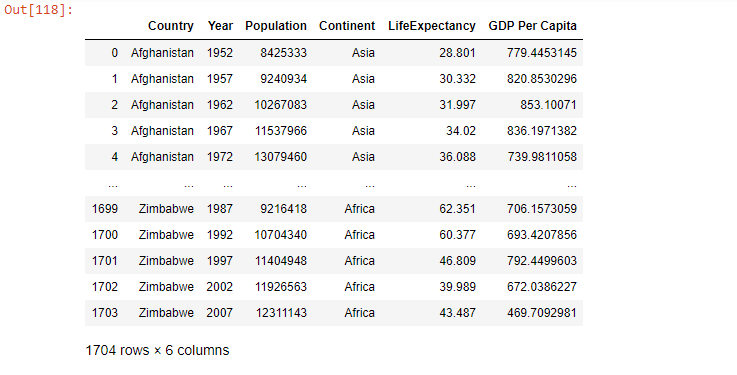 Out[118]:
Country Year Population Continent LifeExpectancy GDP Per Capita
0 Afghanistan 1952 8425333 Asia 28.801 779.4453145
1 Afghanistan 1957 9240934 Asia 30.332 820.8530296
2 Afghanistan 1962 10267083 Asia 31.997 853.10071
3 Afghanistan 1967 11537966 Asia 34.02 836.1971382
4 Afghanistan 1972 13079460 Asia 36.088 739.9811058
... ... ... ... ... ... ...
1699 Zimbabwe 1987 9216418 Africa 62.351 706.1573059
1700 Zimbabwe 1992 10704340 Africa 60.377 693.4207856
1701 Zimbabwe 1997 11404948 Africa 46.809 792.4499603
1702 Zimbabwe 2002 11926563 Africa 39.989 672.0386227
1703 Zimbabwe 2007 12311143 Africa 43.487 469.7092981
1704 rows × 6 columns